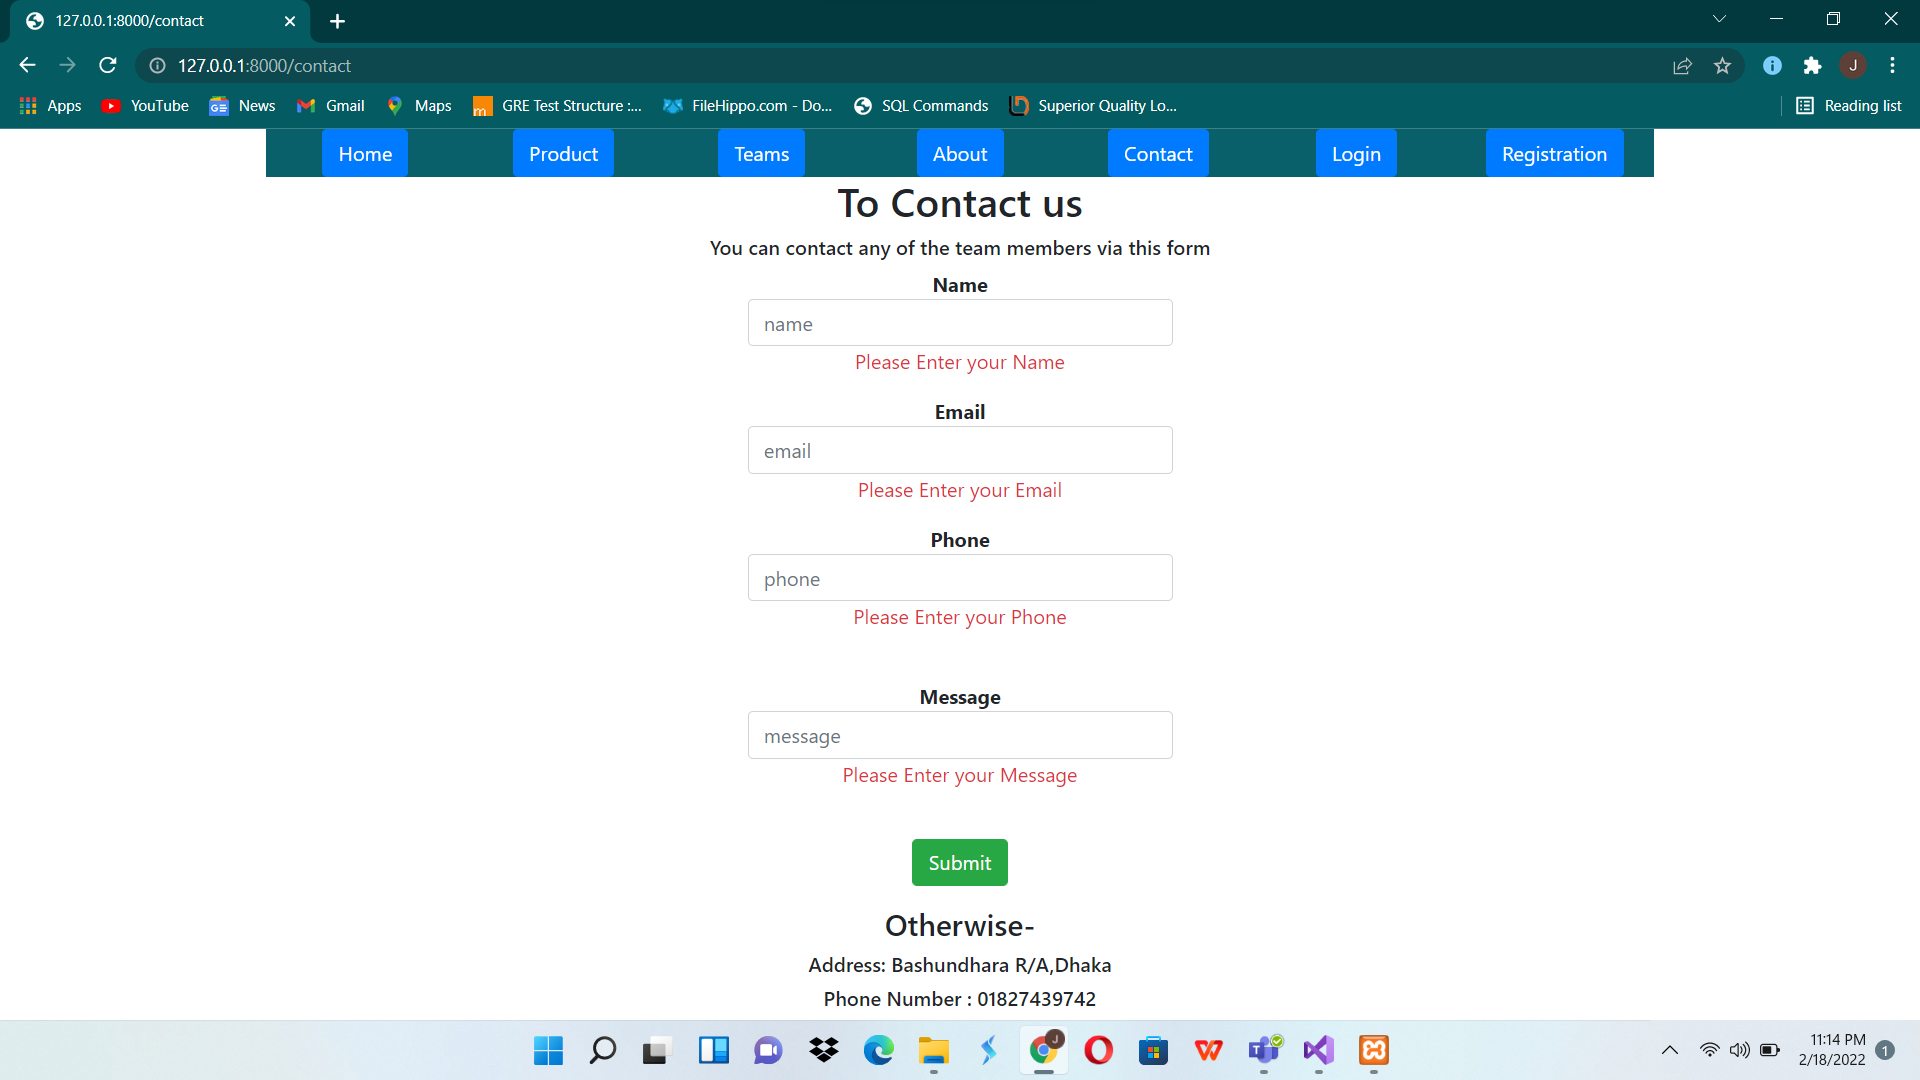 127.0.0.1:8000/contact
127.0.0.1:8000/contact
J
Apps YouTube News Gmail Maps GRE Test Structure :... FileHippo.com - Do... SQL Commands Superior Quality Lo... Reading list
Home Product Teams About Contact Login Registration
To Contact us
You can contact any of the team members via this form
Name
name
Please Enter your Name
Email
email
Please Enter your Email
Phone
phone
Please Enter your Phone
Message
message
Please Enter your Message
Submit
Otherwise-
Address: Bashundhara R/A,Dhaka
Phone Number : 01827439742
11:14 PM
2/18/2022
1